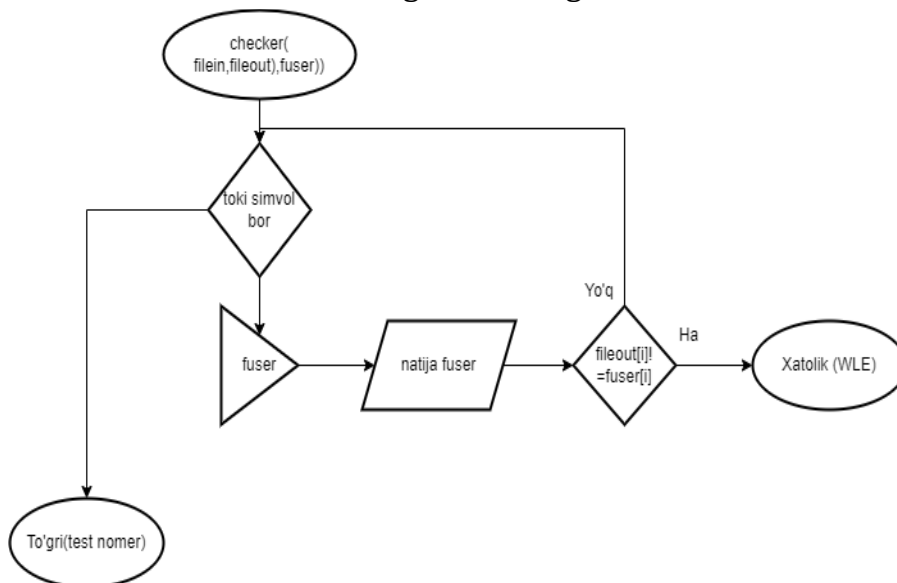 checker(
filein,fileout),fuser))
toki simvol
bor
fuser
natija fuser
Yo'q
fileout[i]!
=fuser[i]
Ha
Xatolik (WLE)
To'gri(test nomer)